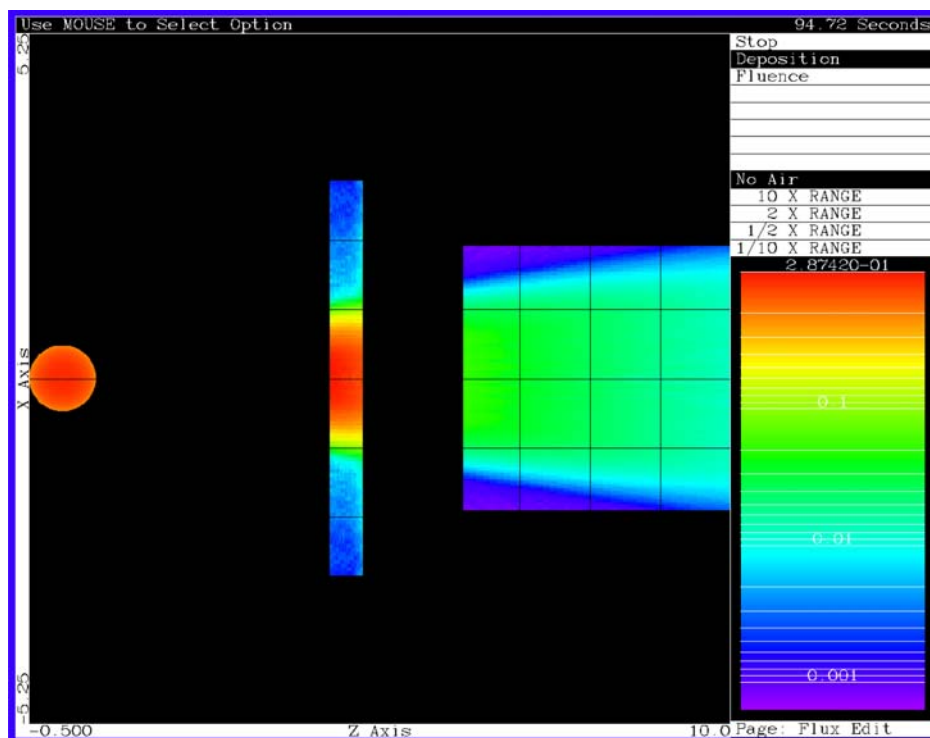 Use MOUSE to Select Option
94.72 Seconds
5.25
X Axis
-5.25
-0.500
Z Axis
10.0
Stop
Deposition
Fluence
No Air
10 X RANGE
2 X RANGE
1/2 X RANGE
1/10 X RANGE
2.87420-01
0.1
0.01
0.001
Page: Flux Edit